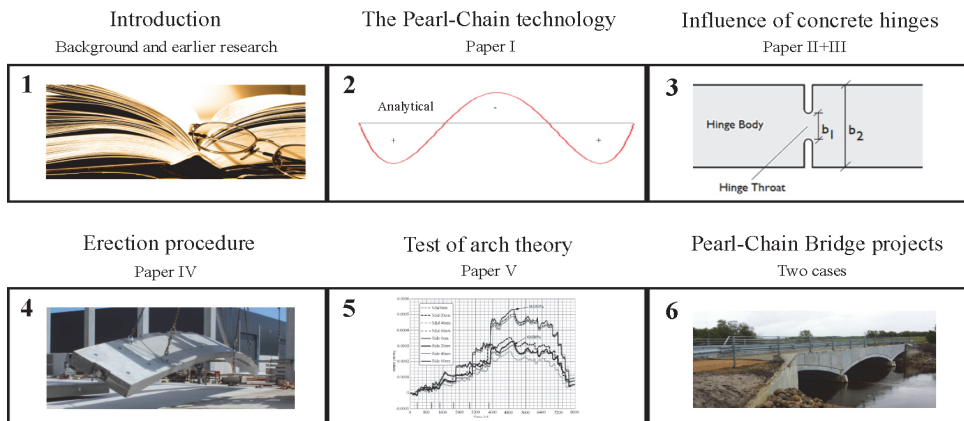 Introduction
Background and earlier research
The Pearl-Chain technology
Paper I
Influence of concrete hinges
Paper II+III
1
2
Analytical
-
+
+
3
Hinge Body
b1
b2
Hinge Throat
Erection procedure
Paper IV
Test of arch theory
Paper V
Pearl-Chain Bridge projects
Two cases
4
5
6